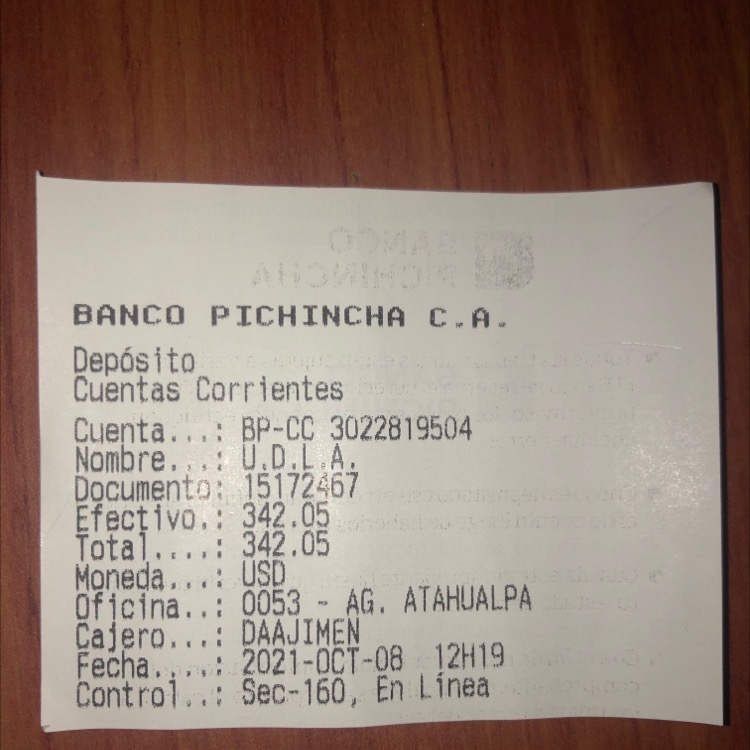 BANCO PICHINCHA C.A.
Depósito
Cuentas Corrientes
Cuenta...: BP-CC 3022819504
Nombre...: U.D.L.A.
Documento: 15172467
Efectivo.: 342.05
Total....: 342.05
Moneda...: USD
Oficina..: 0053 - AG. ATAHUALPA
Cajero...: DAAJIMEN
Fecha....: 2021-OCT-08 12H19
Control..: Sec-160, En Línea